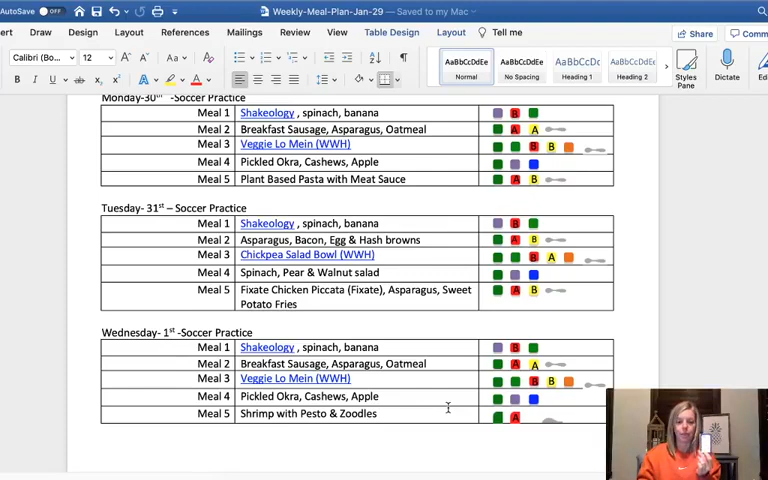 AutoSave OFF Weekly-Meal-Plan-Jan-29 — Saved to my Mac
Draw Design Layout References Mailings Review View Table Design Layout Tell me Share
Calibri (Bo... 12 Aa AaBbCcDdEe AaBbCcDdEe AaBbCcDc AaBbCcDdEe
B I U ab X₂ X² A A Normal No Spacing Heading 1 Heading 2 Styles Pane Dictate
Monday-30th -Soccer Practice
Meal 1 Shakeology , spinach, banana B
Meal 2 Breakfast Sausage, Asparagus, Oatmeal A A
Meal 3 Veggie Lo Mein (WWH) B B
Meal 4 Pickled Okra, Cashews, Apple
Meal 5 Plant Based Pasta with Meat Sauce A B
Tuesday- 31st – Soccer Practice
Meal 1 Shakeology , spinach, banana B
Meal 2 Asparagus, Bacon, Egg & Hash browns A B
Meal 3 Chickpea Salad Bowl (WWH) B A
Meal 4 Spinach, Pear & Walnut salad
Meal 5 Fixate Chicken Piccata (Fixate), Asparagus, Sweet A B
Potato Fries
Wednesday- 1st -Soccer Practice
Meal 1 Shakeology , spinach, banana B
Meal 2 Breakfast Sausage, Asparagus, Oatmeal A A
Meal 3 Veggie Lo Mein (WWH) B B
Meal 4 Pickled Okra, Cashews, Apple
Meal 5 Shrimp with Pesto & Zoodles A